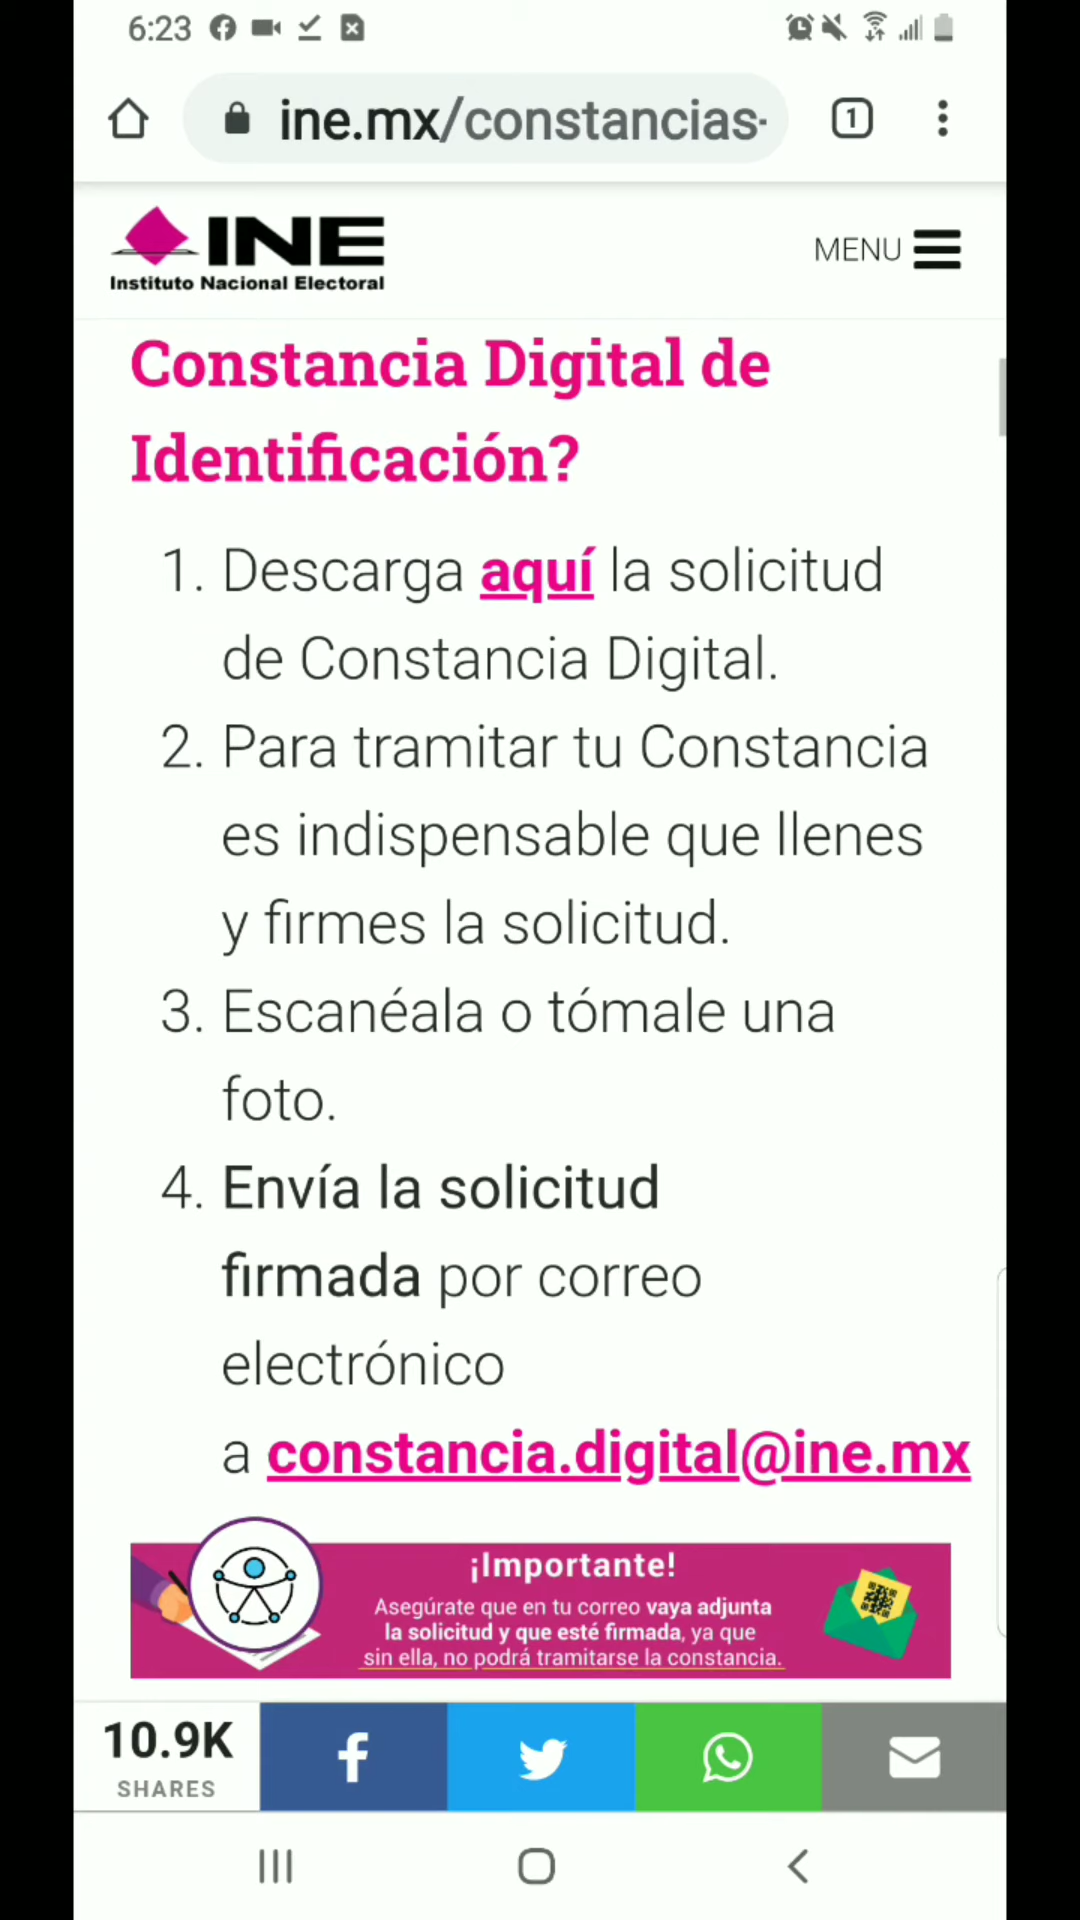 6:23
ine.mx/constancias-
1
INE
Instituto Nacional Electoral
MENU
Constancia Digital de
Identificación?
1. Descarga aquí la solicitud
de Constancia Digital.
2. Para tramitar tu Constancia
es indispensable que llenes
y firmes la solicitud.
3. Escanéala o tómale una
foto.
4. Envía la solicitud
firmada por correo
electrónico
a constancia.digital@ine.mx
¡Importante!
Asegúrate que en tu correo vaya adjunta
la solicitud y que esté firmada, ya que
sin ella, no podrá tramitarse la constancia.
10.9K
SHARES